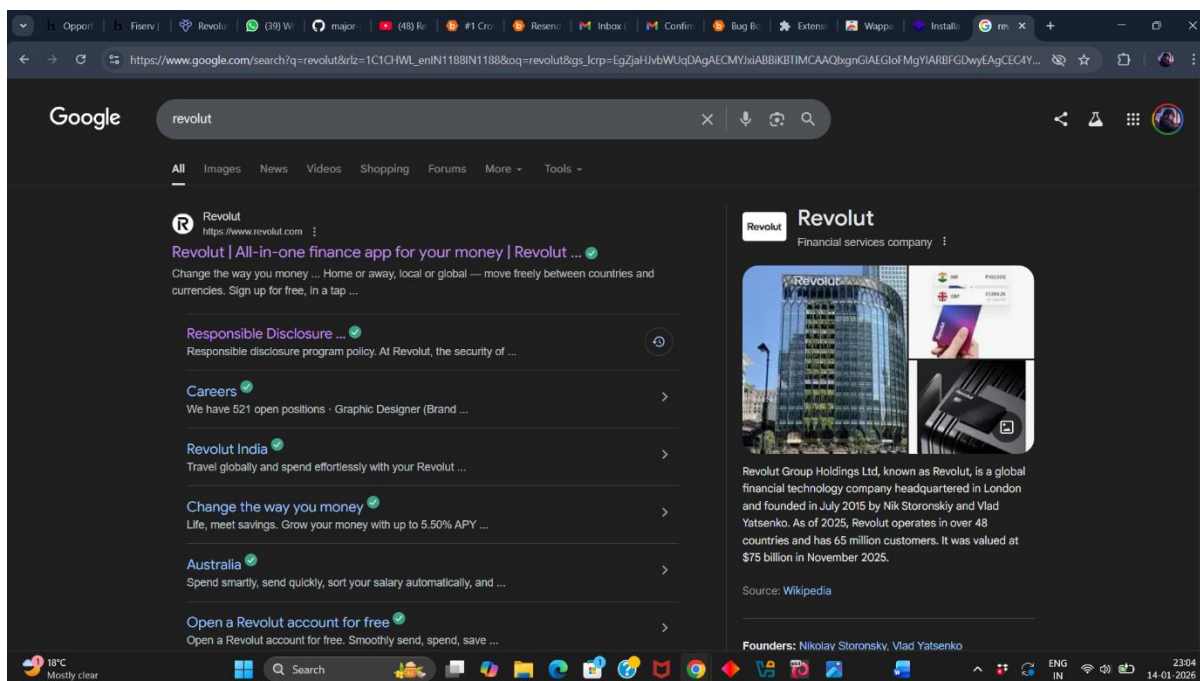 Opport
Fiserv |
Revolu
(39) W
major-
(48) Re
#1 Cro
Resend
Inbox (
Confirm
Bug Bo
Extensi
Wappa
Installa
rev
https://www.google.com/search?q=revolut&rlz=1C1CHWL_enIN1188IN1188&oq=revolut&gs_lcrp=
Google
revolut
All Images News Videos Shopping Forums More Tools
Revolut
https://www.revolut.com
Revolut | All-in-one finance app for your money | Revolut ...
Change the way you money ... Home or away, local or global — move freely between countries and
currencies. Sign up for free, in a tap ...
Responsible Disclosure ...
Responsible disclosure program policy. At Revolut, the security of ...
Careers
We have 521 open positions · Graphic Designer (Brand ...
Revolut India
Travel globally and spend effortlessly with your Revolut ...
Change the way you money
Life, meet savings. Grow your money with up to 5.50% APY ...
Australia
Spend smartly, send quickly, sort your salary automatically, and ...
Open a Revolut account for free
Open a Revolut account for free. Smoothly send, spend, save ...
Revolut
Revolut
Financial services company
Revolut
Revolut Group Holdings Ltd, known as Revolut, is a global
financial technology company headquartered in London
and founded in July 2015 by Nik Storonskiy and Vlad
Yatsenko. As of 2025, Revolut operates in over 48
countries and has 65 million customers. It was valued at
$75 billion in November 2025.
Source: Wikipedia
Founders: Nikolay Storonsky, Vlad Yatsenko
18°C
Mostly clear
Search
ENG
IN
23:04
14-01-2026